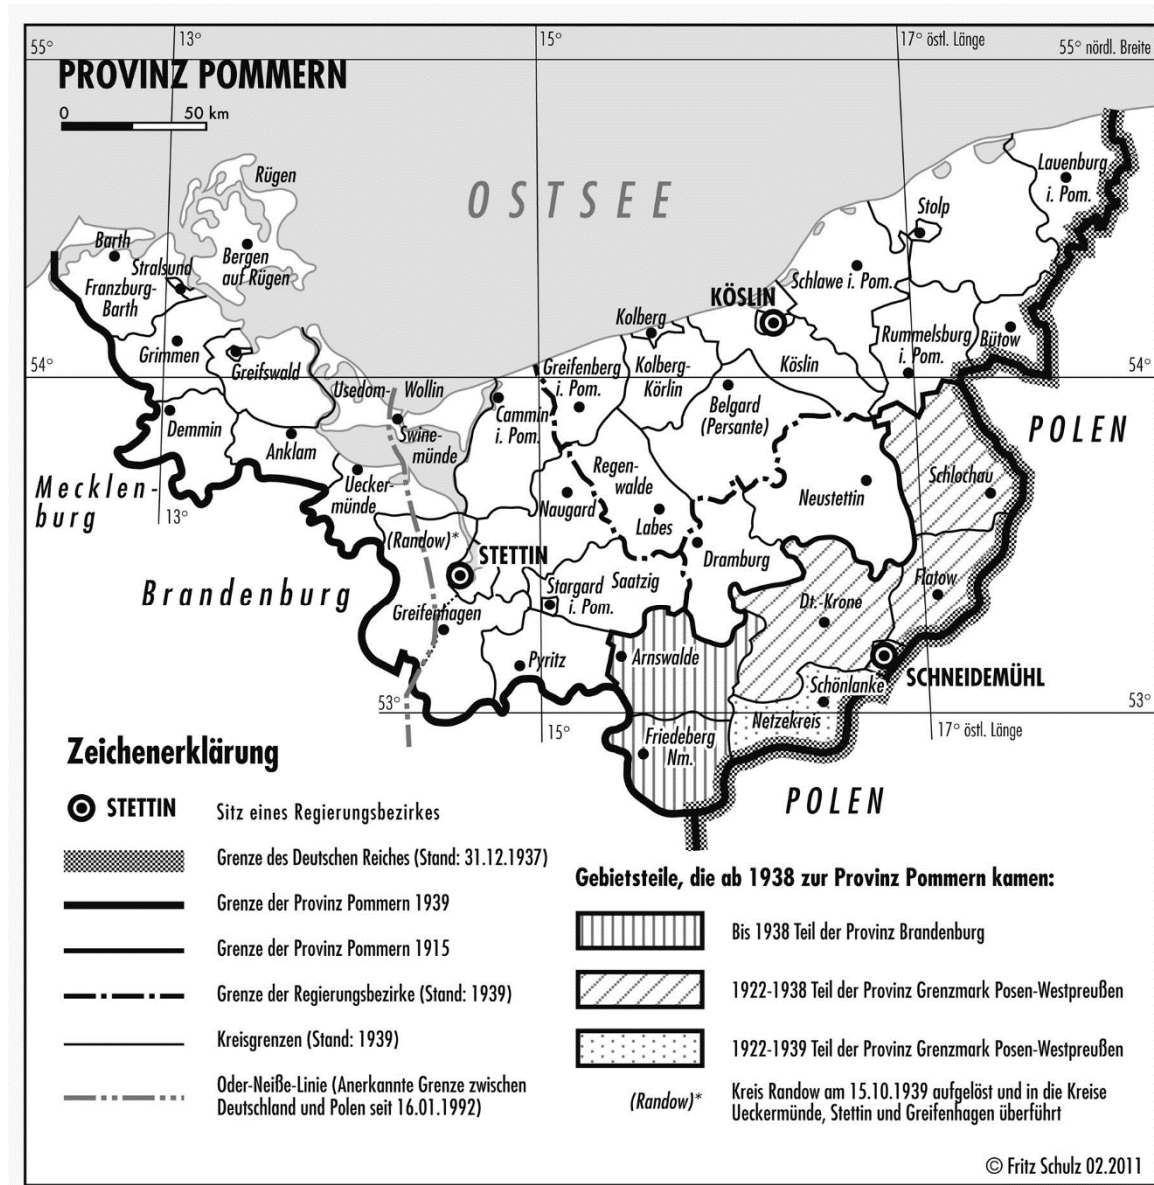 13°
15°
17° östl. Länge
55° nördl. Breite
55°
PROVINZ POMMERN
0
50 km
OSTSEE
Rügen
Lauenburg
i. Pom.
Stolp
Barth
Stralsund
Bergen
auf Rügen
Franzburg-
Barth
Schlawe i. Pom.
KÖSLIN
Kolberg
Rummelsburg
i. Pom.
Bütow
Grimmen
Greifswald
Greifenberg
i. Pom.
Kolberg-
Körlin
Köslin
54°
54°
Usedom-
Wollin
Cammin
i. Pom.
Belgard
(Persante)
POLEN
Demmin
Anklam
Swine-
münde
Uecker-
münde
Regen-
walde
Naugard
Labes
Neustettin
Schlochau
Mecklen-
burg
13°
(Randow)*
STETTIN
Dramburg
Brandenburg
Stargard
i. Pom.
Saatzig
Flatow
Dt.-Krone
Greifenhagen
Pyritz
Arnswalde
SCHNEIDEMÜHL
Schönlanke
Netzekreis
53°
53°
15°
17° östl. Länge
Friedeberg
Nm.
POLEN
Zeichenerklärung
STETTIN
Sitz eines Regierungsbezirkes
Grenze des Deutschen Reiches (Stand: 31.12.1937)
Grenze der Provinz Pommern 1939
Grenze der Provinz Pommern 1915
Grenze der Regierungsbezirke (Stand: 1939)
Kreisgrenzen (Stand: 1939)
Oder-Neiße-Linie (Anerkannte Grenze zwischen
Deutschland und Polen seit 16.01.1992)
Gebietsteile, die ab 1938 zur Provinz Pommern kamen:
Bis 1938 Teil der Provinz Brandenburg
1922-1938 Teil der Provinz Grenzmark Posen-Westpreußen
1922-1939 Teil der Provinz Grenzmark Posen-Westpreußen
(Randow)*
Kreis Randow am 15.10.1939 aufgelöst und in die Kreise
Ueckermünde, Stettin und Greifenhagen überführt
© Fritz Schulz 02.2011